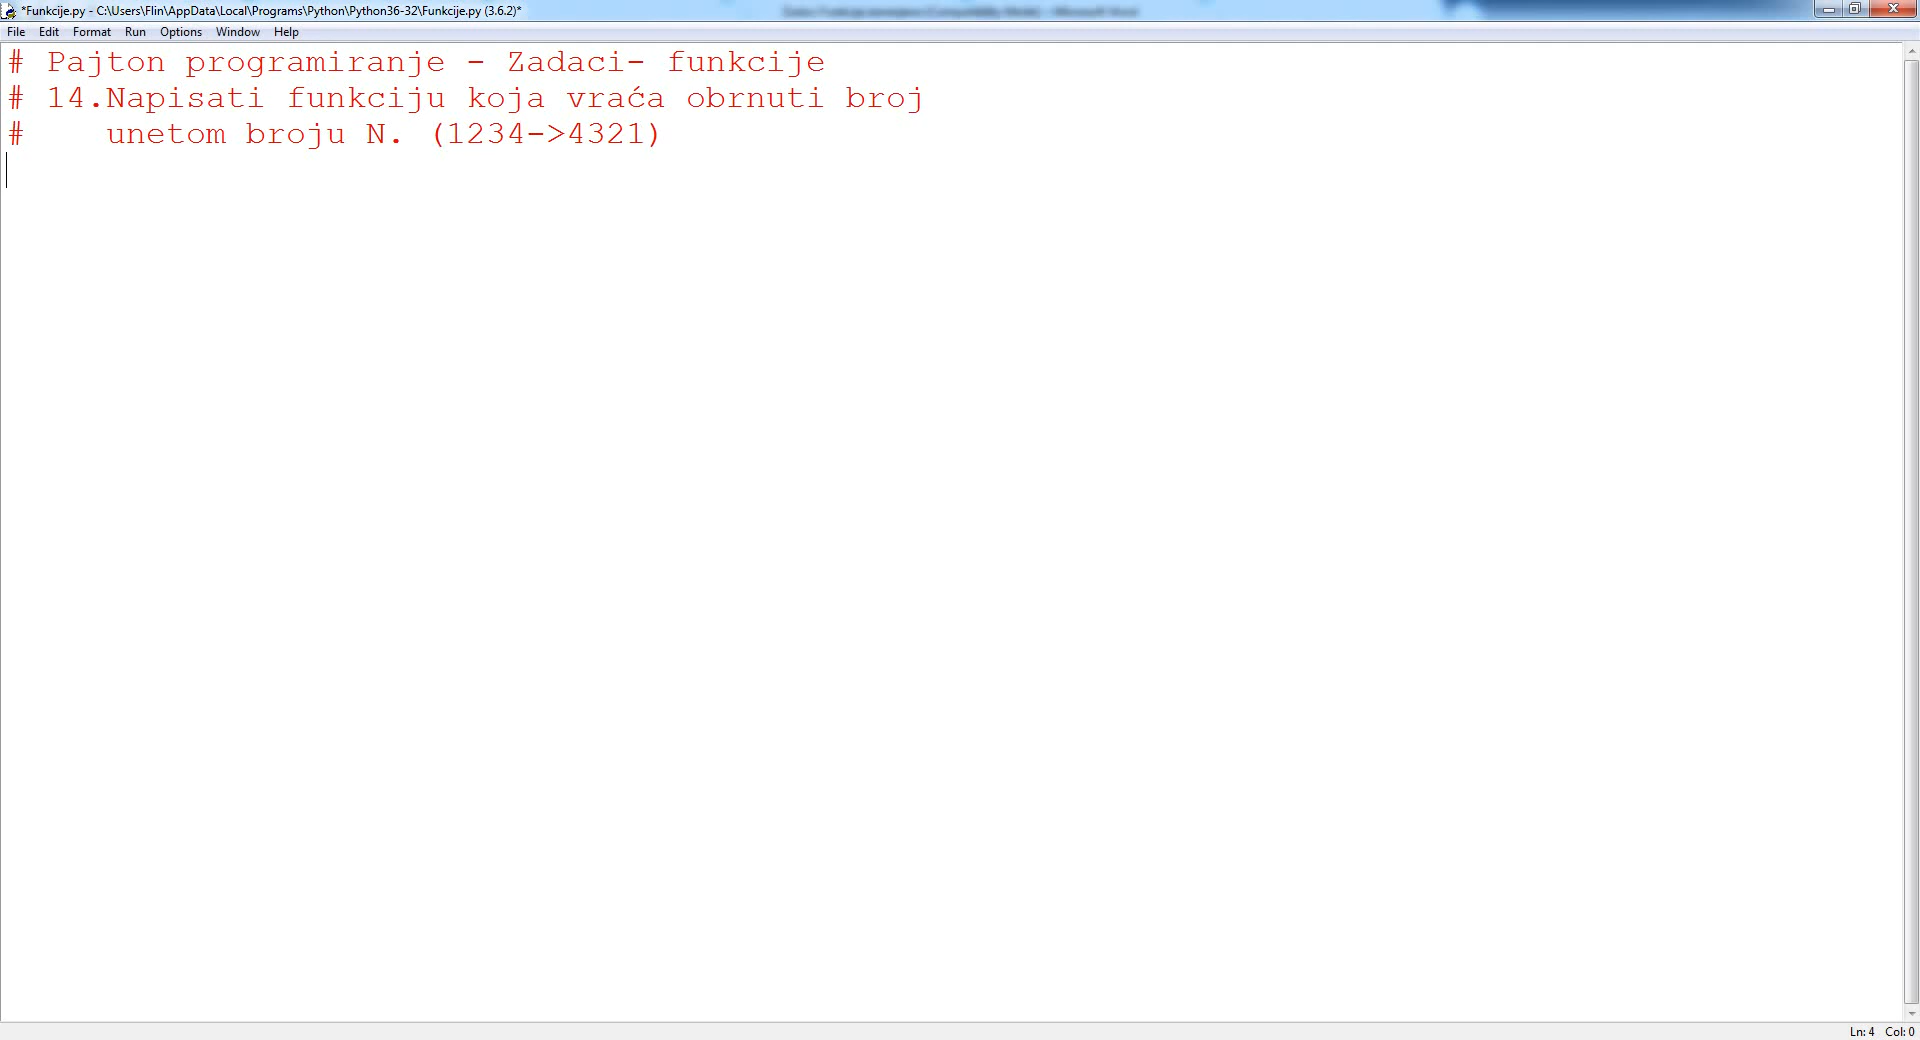 *Funkcije.py - C:\Users\Flin\AppData\Local\Programs\Python\Python36-32\Funkcije.py (3.6.2)*
File Edit Format Run Options Window Help
# Pajton programiranje - Zadaci- funkcije
# 14.Napisati funkciju koja vraća obrnuti broj
#    unetom broju N. (1234->4321)
Ln: 4 Col: 0